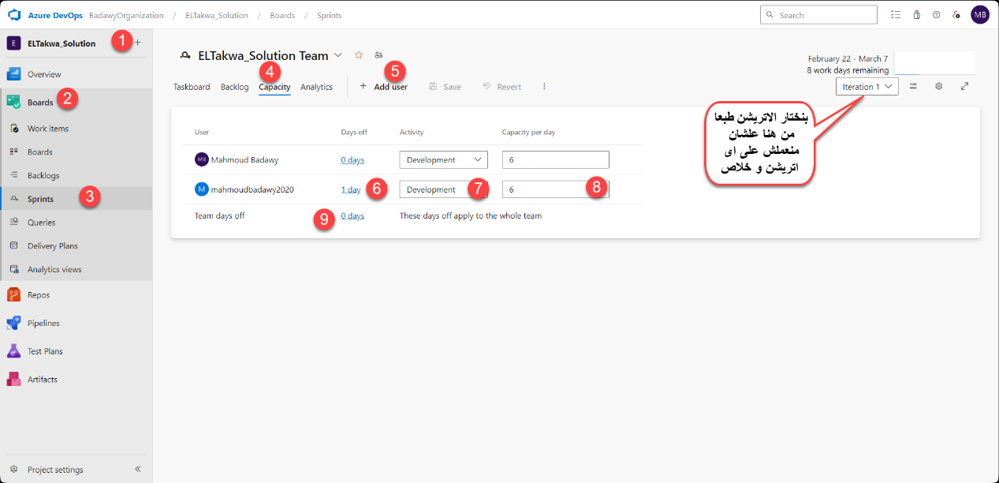 Azure DevOps BadawyOrganization / ELTakwa_Solution / Boards / Sprints Search MB
E ELTakwa_Solution 1 +
Overview
Boards 2
Work items
Boards
Backlogs
Sprints 3
Queries
Delivery Plans
Analytics views
Repos
Pipelines
Test Plans
Artifacts
Project settings
ELTakwa_Solution Team
February 22 - March 7
8 work days remaining
4 5
Taskboard Backlog Capacity Analytics + Add user Save Revert Iteration 1
بنختار الاتريشن طبعا
من هنا علشان
منعملش على اى
اتريشن و خلاص
User Days off Activity Capacity per day
MB Mahmoud Badawy 0 days Development 6
M mahmoudbadawy2020 1 day 6 Development 7 6 8
Team days off 9 0 days These days off apply to the whole team